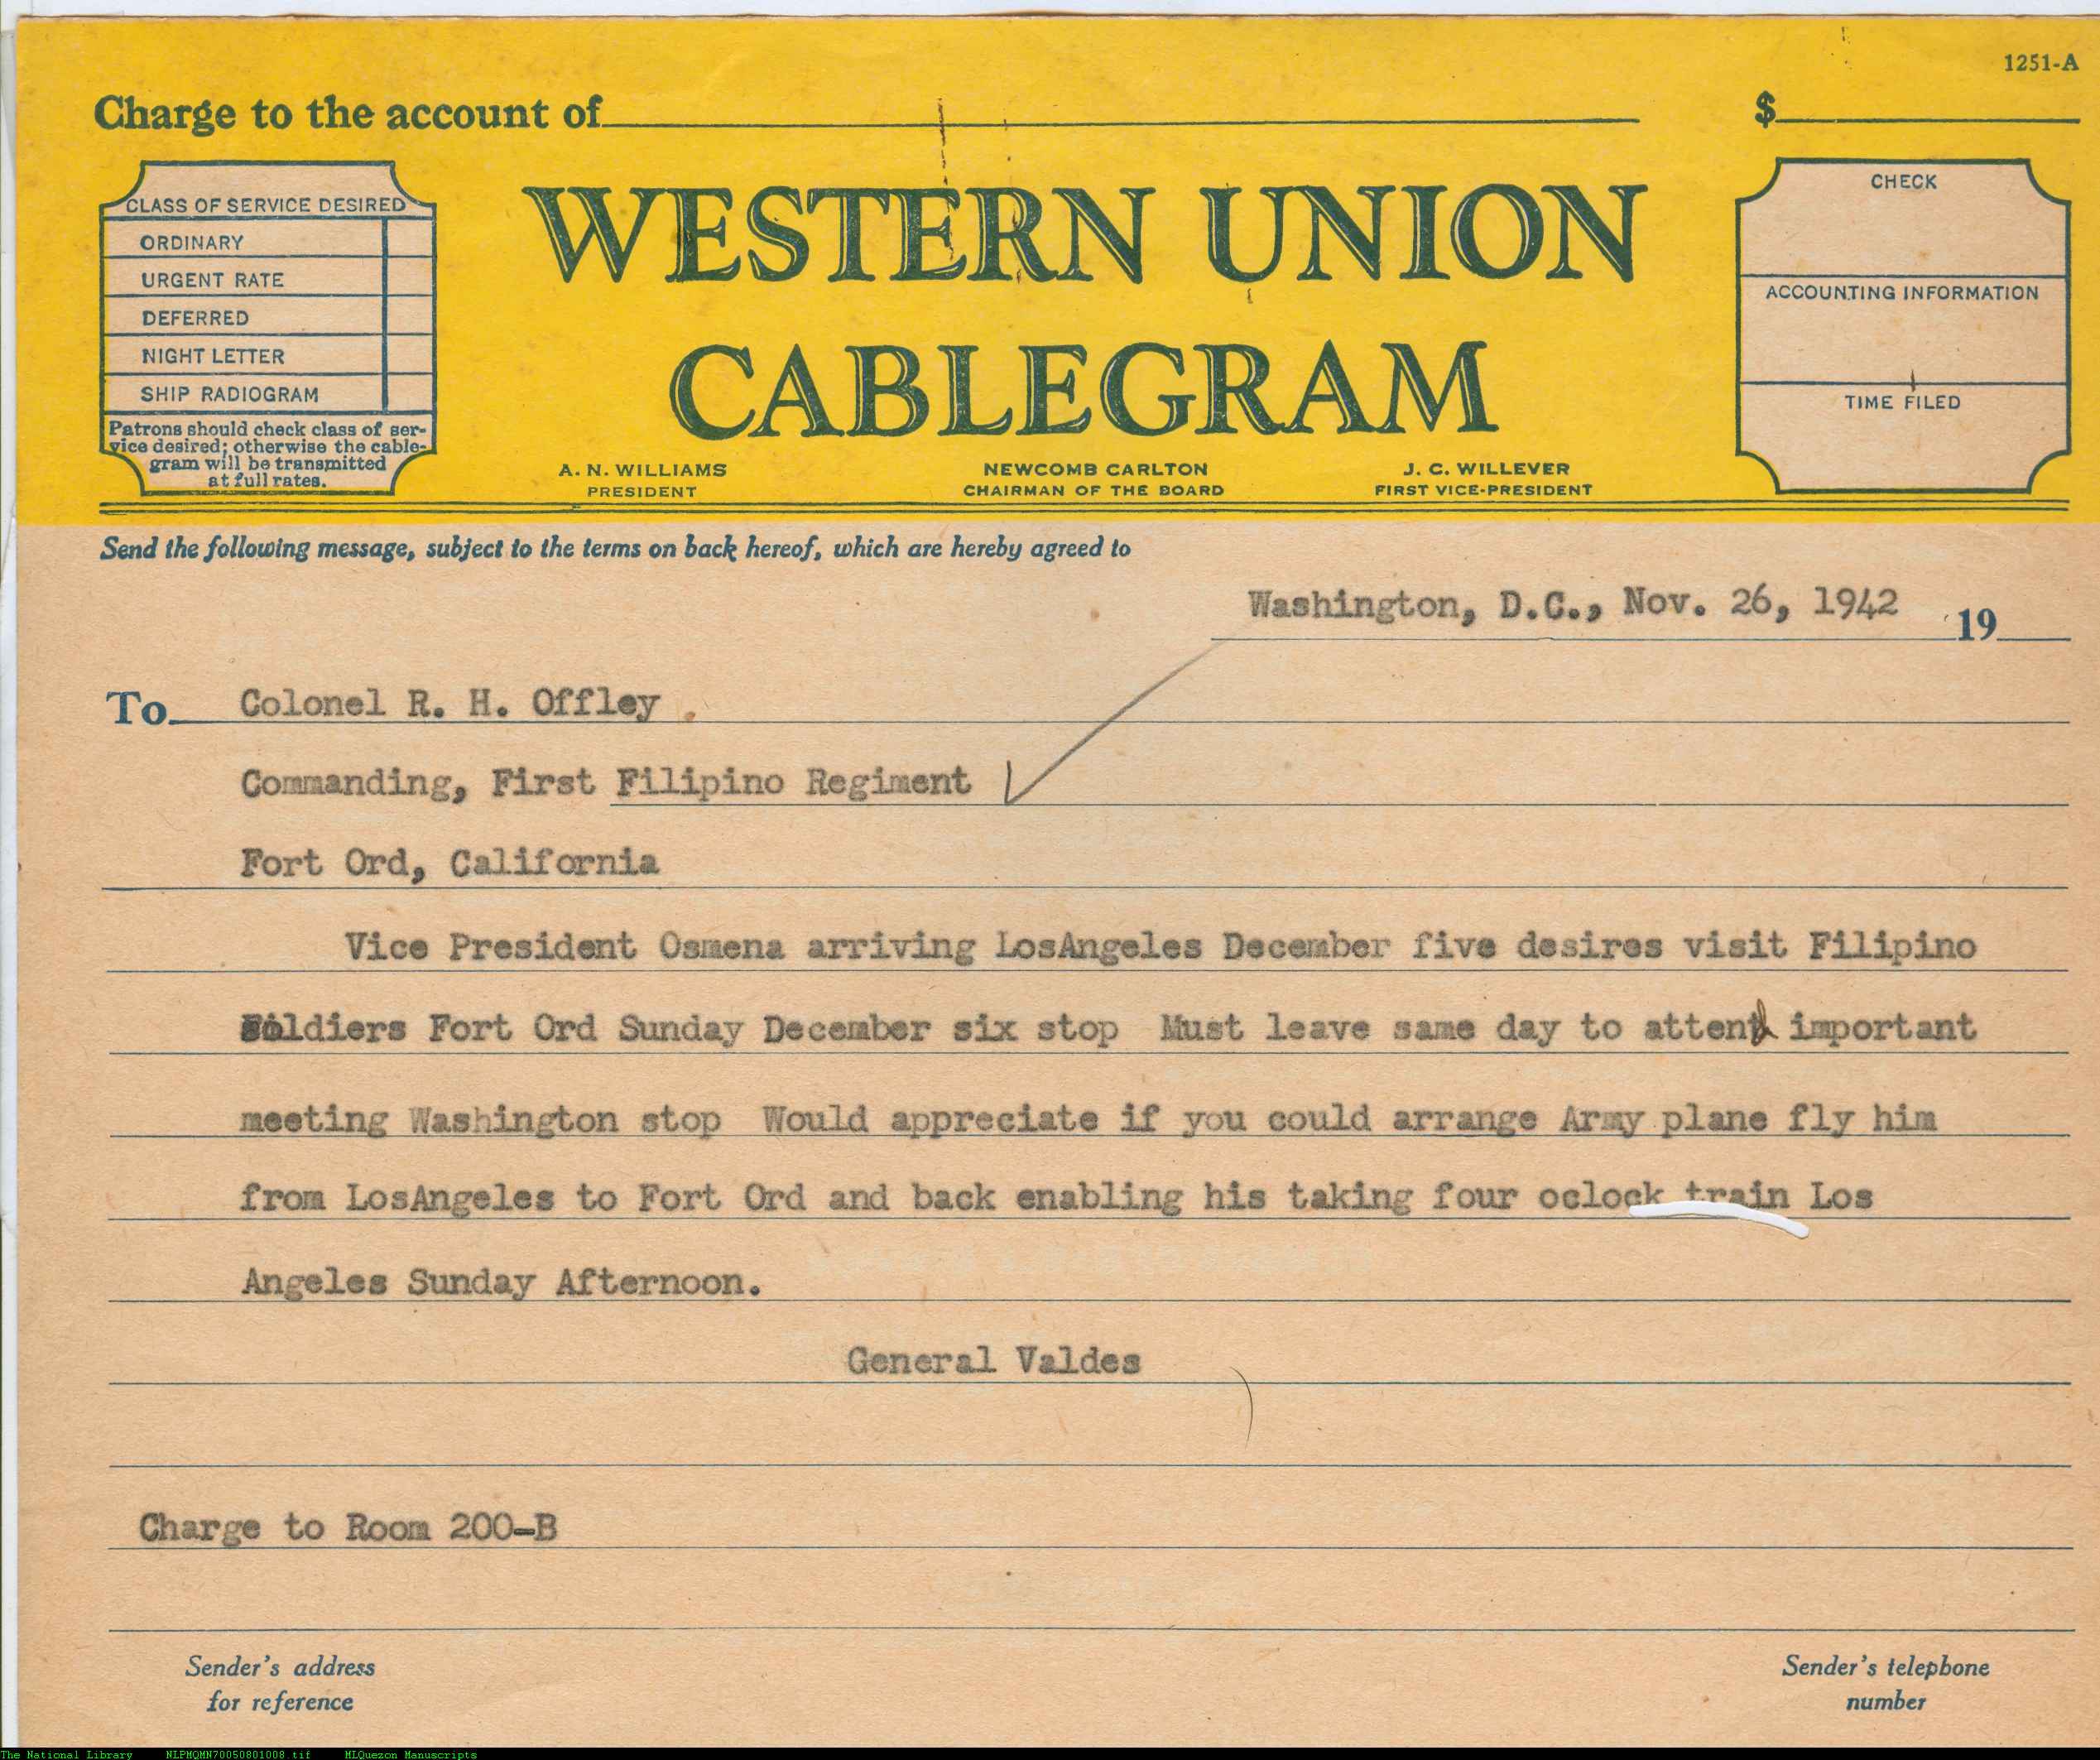 1251-A
Charge to the account of $
CLASS OF SERVICE DESIRED
ORDINARY
URGENT RATE
DEFERRED
NIGHT LETTER
SHIP RADIOGRAM
Patrons should check class of ser-
vice desired; otherwise the cable-
gram will be transmitted
at full rates.
WESTERN UNION
CABLEGRAM
A. N. WILLIAMS
PRESIDENT
NEWCOMB CARLTON
CHAIRMAN OF THE BOARD
J. C. WILLEVER
FIRST VICE-PRESIDENT
CHECK
ACCOUNTING INFORMATION
TIME FILED
Send the following message, subject to the terms on back hereof, which are hereby agreed to
Washington, D.C., Nov. 26, 1942 19
To Colonel R. H. Offley
Commanding, First Filipino Regiment
Fort Ord, California
Vice President Osmena arriving LosAngeles December five desires visit Filipino
soldiers Fort Ord Sunday December six stop Must leave same day to attend important
meeting Washington stop Would appreciate if you could arrange Army plane fly him
from LosAngeles to Fort Ord and back enabling his taking four oclock train Los
Angeles Sunday Afternoon.
General Valdes
Charge to Room 200-B
Sender's address
for reference
Sender's telephone
number
The National Library NLPMQMN70050801008.tif MLQuezon Manuscripts